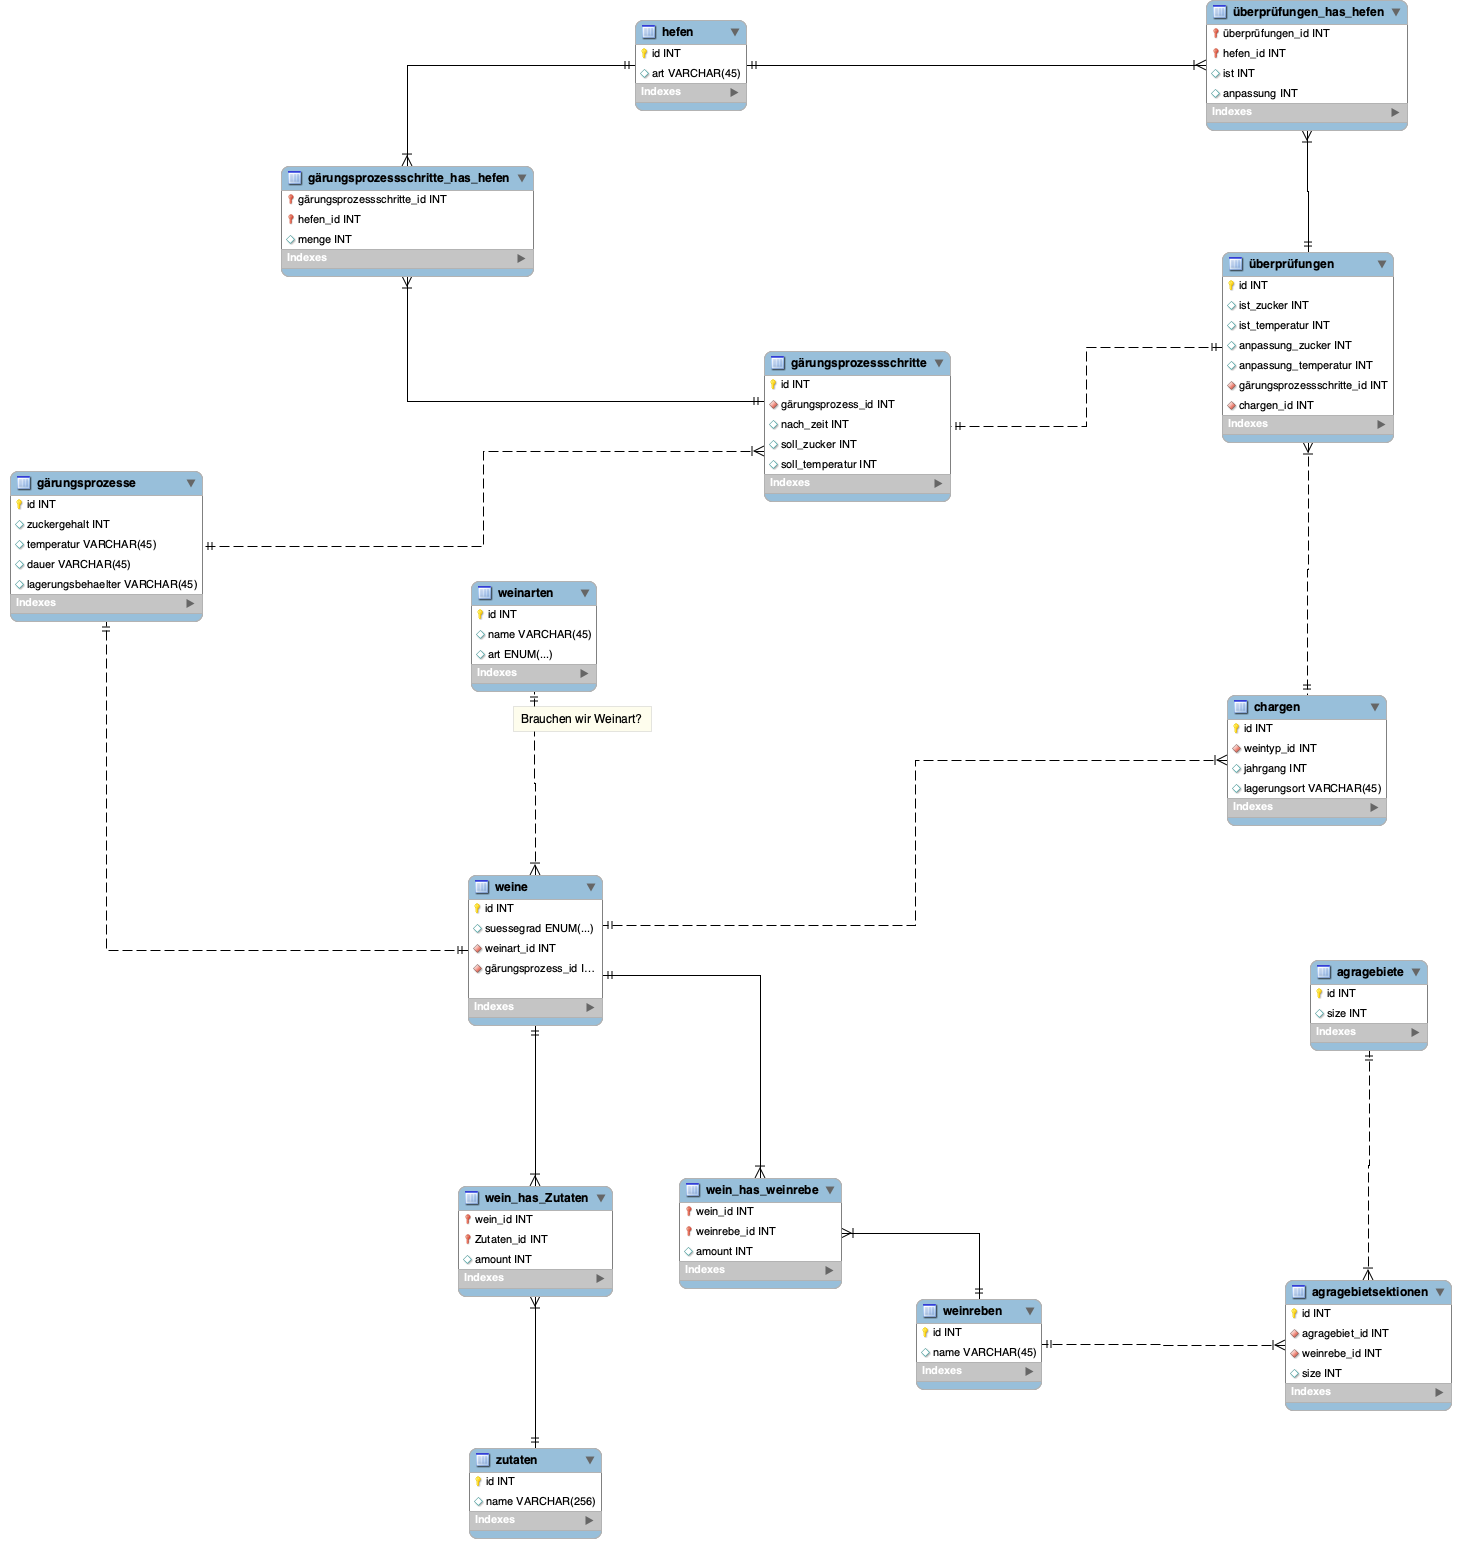 überprüfungen_has_hefen
überprüfungen_id INT
hefen_id INT
ist INT
anpassung INT
Indexes
hefen
id INT
art VARCHAR(45)
Indexes
gärungsprozessschritte_has_hefen
gärungsprozessschritte_id INT
hefen_id INT
menge INT
Indexes
überprüfungen
id INT
ist_zucker INT
ist_temperatur INT
anpassung_zucker INT
anpassung_temperatur INT
gärungsprozessschritte_id INT
chargen_id INT
Indexes
gärungsprozessschritte
id INT
gärungsprozess_id INT
nach_zeit INT
soll_zucker INT
soll_temperatur INT
Indexes
gärungsprozesse
id INT
zuckergehalt INT
temperatur VARCHAR(45)
dauer VARCHAR(45)
lagerungsbehaelter VARCHAR(45)
Indexes
weinarten
id INT
name VARCHAR(45)
art ENUM(...)
Indexes
Brauchen wir Weinart?
chargen
id INT
weintyp_id INT
jahrgang INT
lagerungsort VARCHAR(45)
Indexes
weine
id INT
suessegrad ENUM(...)
weinart_id INT
gärungsprozess_id I...
Indexes
agragebiete
id INT
size INT
Indexes
wein_has_Zutaten
wein_id INT
Zutaten_id INT
amount INT
Indexes
wein_has_weinrebe
wein_id INT
weinrebe_id INT
amount INT
Indexes
weinreben
id INT
name VARCHAR(45)
Indexes
agragebietsektionen
id INT
agragebiet_id INT
weinrebe_id INT
size INT
Indexes
zutaten
id INT
name VARCHAR(256)
Indexes